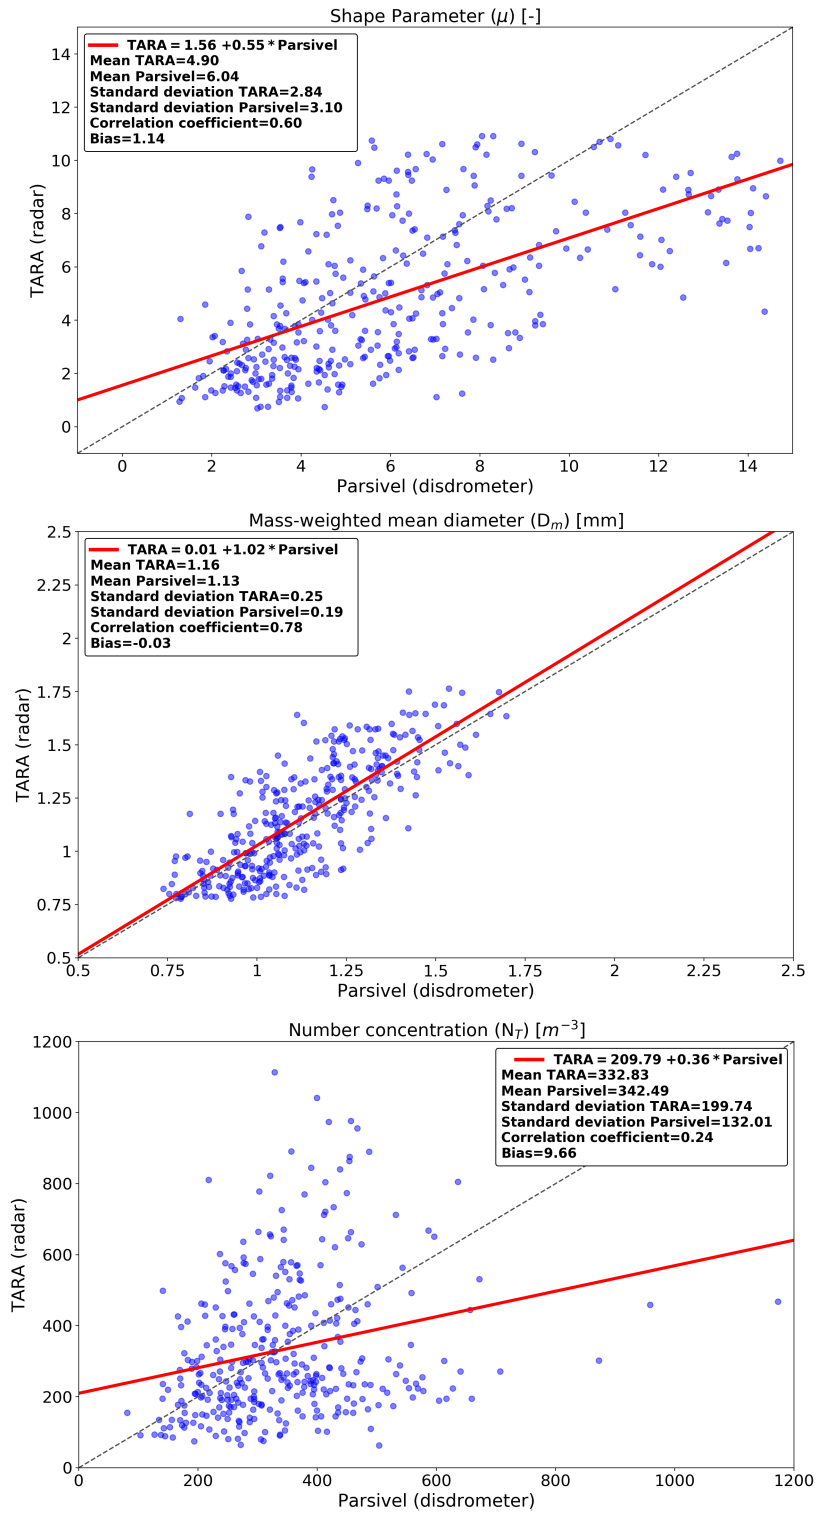 Shape Parameter (μ) [-]
TARA = 1.56 +0.55 * Parsivel
Mean TARA=4.90
Mean Parsivel=6.04
Standard deviation TARA=2.84
Standard deviation Parsivel=3.10
Correlation coefficient=0.60
Bias=1.14
14
12
10
8
6
4
2
0
TARA (radar)
0 2 4 6 8 10 12 14
Parsivel (disdrometer)
Mass-weighted mean diameter (Dm) [mm]
TARA = 0.01 +1.02 * Parsivel
Mean TARA=1.16
Mean Parsivel=1.13
Standard deviation TARA=0.25
Standard deviation Parsivel=0.19
Correlation coefficient=0.78
Bias=-0.03
2.5
2.25
2
1.75
1.5
1.25
1
0.75
0.5
TARA (radar)
0.5 0.75 1 1.25 1.5 1.75 2 2.25 2.5
Parsivel (disdrometer)
Number concentration (NT) [m−3]
TARA = 209.79 +0.36 * Parsivel
Mean TARA=332.83
Mean Parsivel=342.49
Standard deviation TARA=199.74
Standard deviation Parsivel=132.01
Correlation coefficient=0.24
Bias=9.66
1200
1000
800
600
400
200
0
TARA (radar)
0 200 400 600 800 1000 1200
Parsivel (disdrometer)